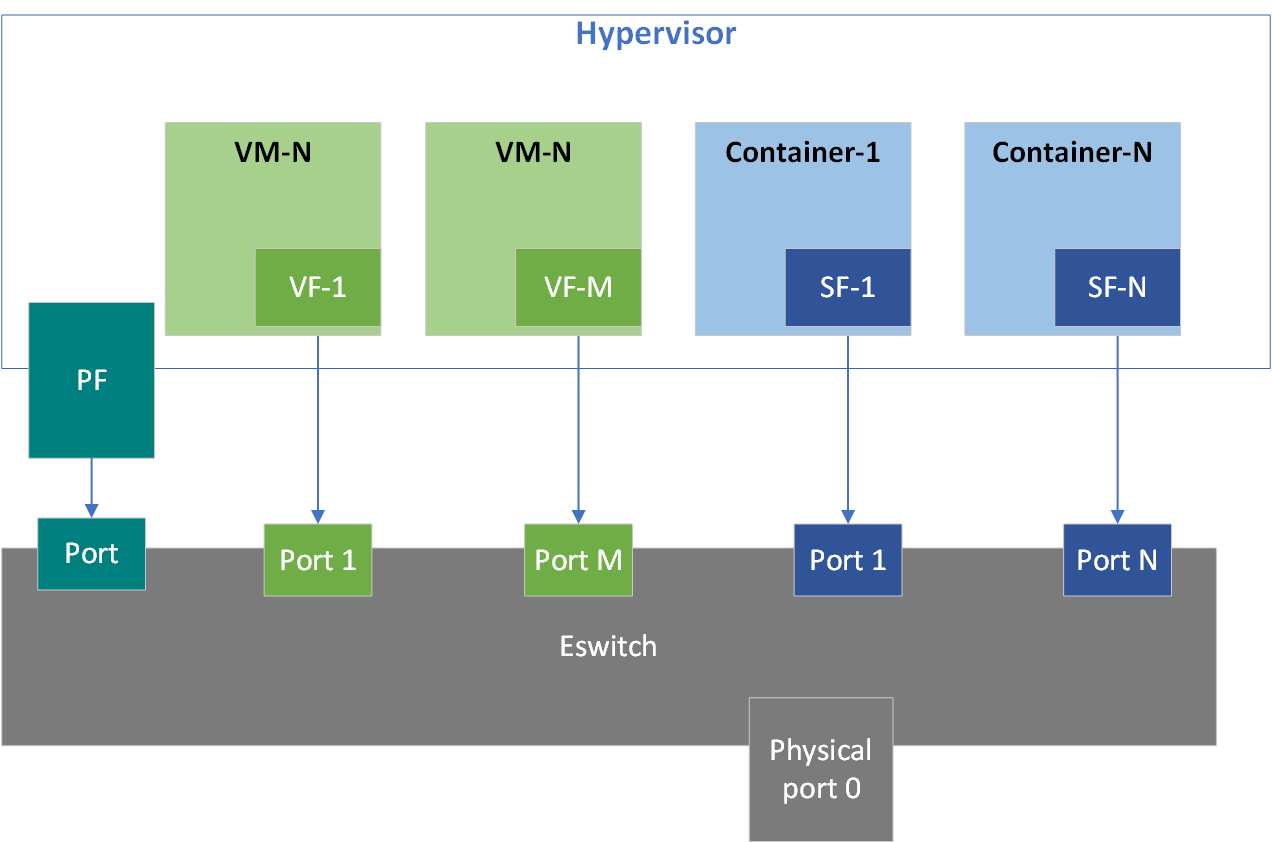 Hypervisor
VM-N
VM-N
Container-1
Container-N
VF-1
VF-M
SF-1
SF-N
PF
Port
Port 1
Port M
Port 1
Port N
Eswitch
Physical
port 0